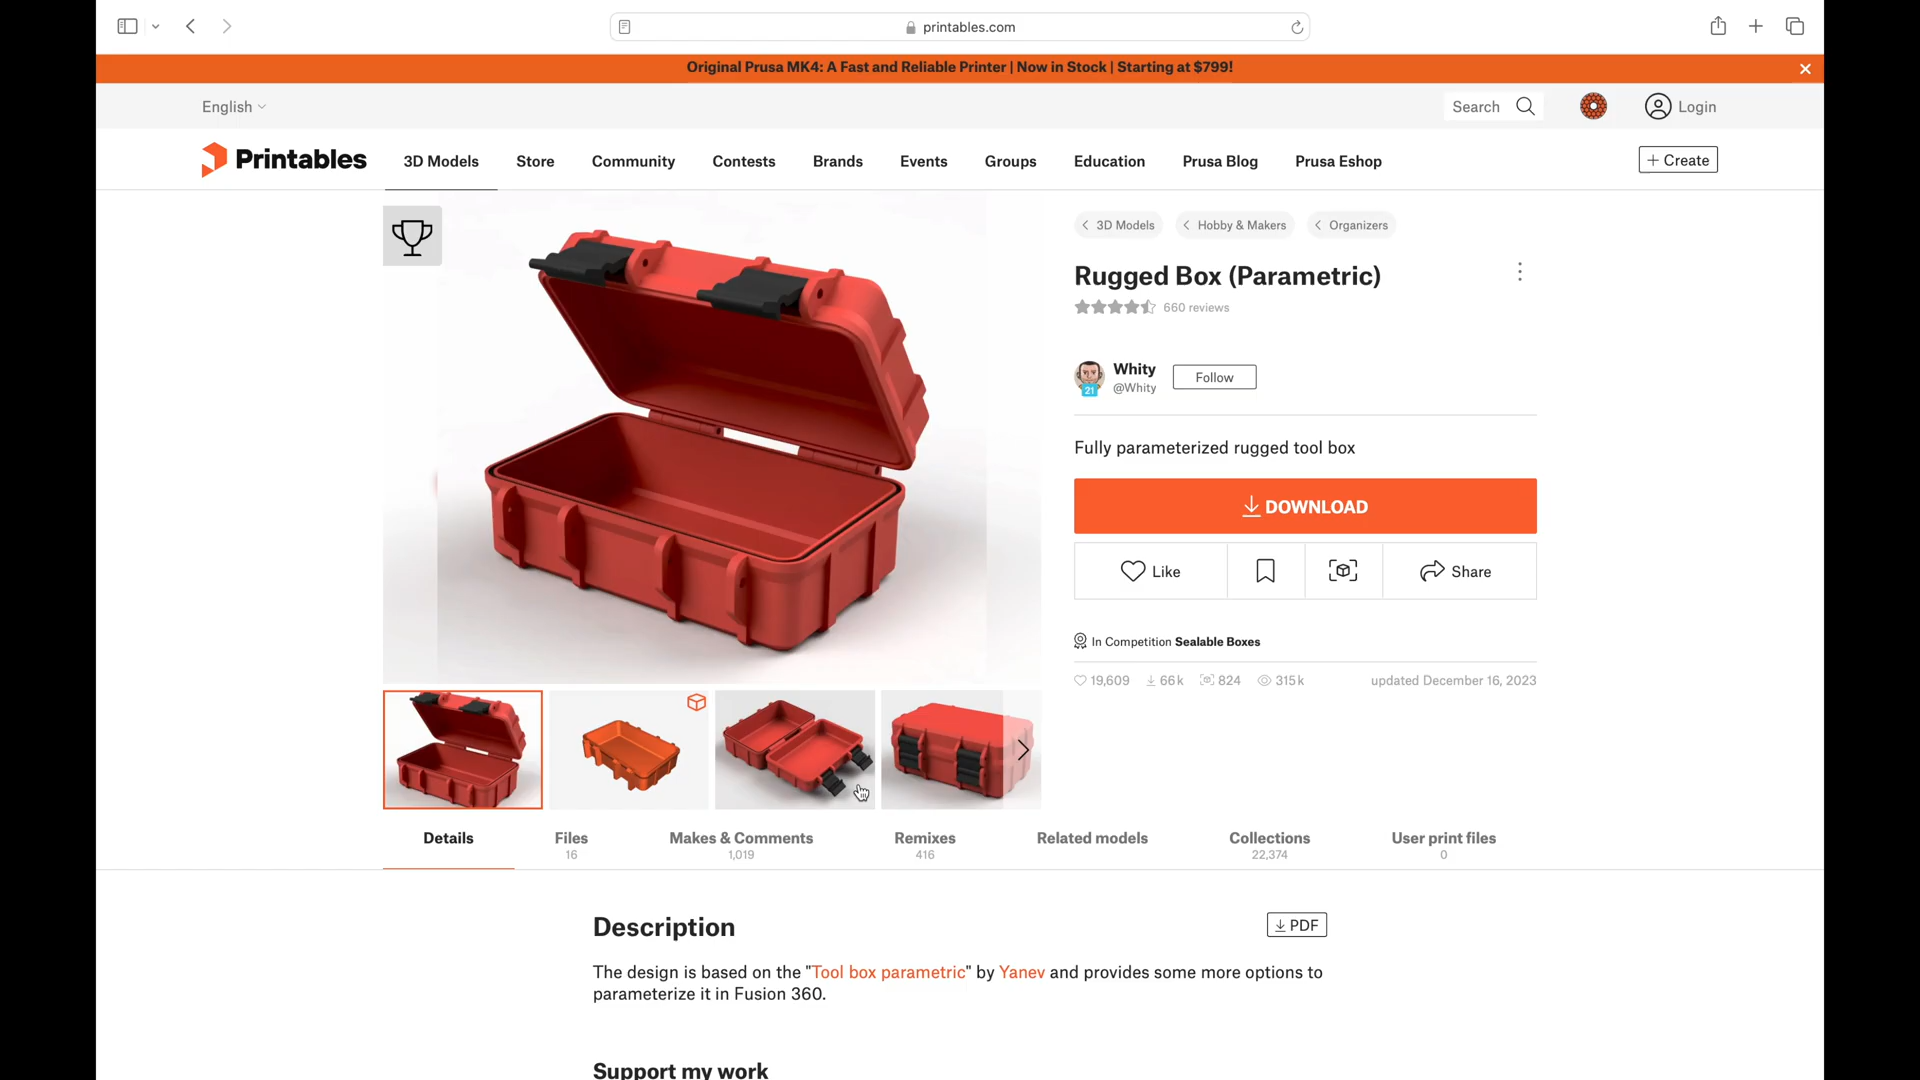 printables.com
Original Prusa MK4: A Fast and Reliable Printer | Now in Stock | Starting at $799!
English
Search
Login
Printables
3D Models
Store
Community
Contests
Brands
Events
Groups
Education
Prusa Blog
Prusa Eshop
+ Create
3D Models
Hobby & Makers
Organizers
Rugged Box (Parametric)
660 reviews
Whity
@Whity
21
Follow
Fully parameterized rugged tool box
DOWNLOAD
Like
Share
In Competition Sealable Boxes
19,609
66k
824
315k
updated December 16, 2023
Details
Files
16
Makes & Comments
1,019
Remixes
416
Related models
Collections
22,374
User print files
0
Description
PDF
The design is based on the "Tool box parametric" by Yanev and provides some more options to
parameterize it in Fusion 360.
Support my work